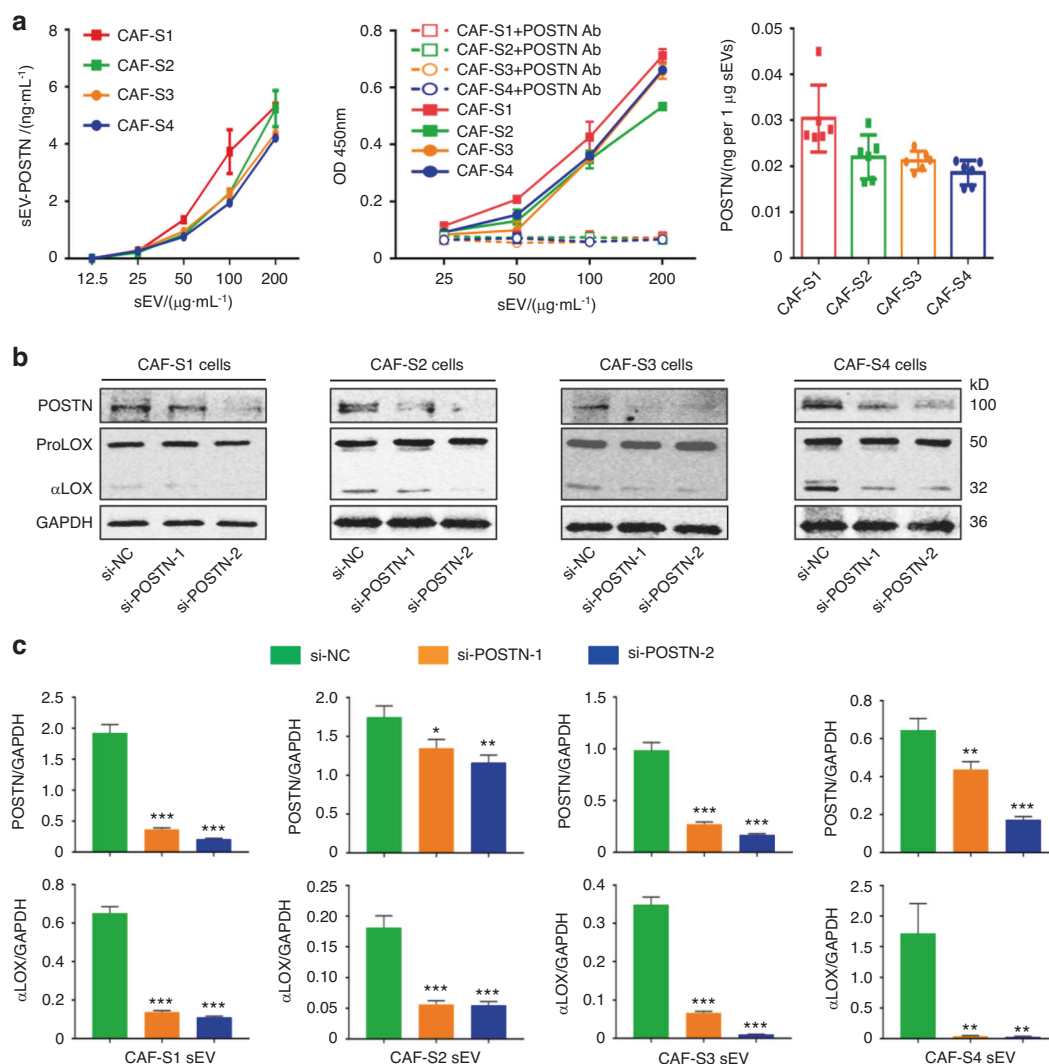 a
sEV-POSTN /(ng·mL⁻¹)
8
6
4
2
0
CAF-S1
CAF-S2
CAF-S3
CAF-S4
12.5 25 50 100 200
sEV/(μg·mL⁻¹)
OD 450nm
0.8
0.6
0.4
0.2
0
CAF-S1+POSTN Ab
CAF-S2+POSTN Ab
CAF-S3+POSTN Ab
CAF-S4+POSTN Ab
CAF-S1
CAF-S2
CAF-S3
CAF-S4
25 50 100 200
sEV/(μg·mL⁻¹)
POSTN/(ng per 1 μg sEVs)
0.05
0.04
0.03
0.02
0.01
0
CAF-S1 CAF-S2 CAF-S3 CAF-S4
b
CAF-S1 cells CAF-S2 cells CAF-S3 cells CAF-S4 cells
kD
POSTN 100
ProLOX 50
αLOX 32
GAPDH 36
si-NC si-POSTN-1 si-POSTN-2 si-NC si-POSTN-1 si-POSTN-2 si-NC si-POSTN-1 si-POSTN-2 si-NC si-POSTN-1 si-POSTN-2
c
si-NC si-POSTN-1 si-POSTN-2
POSTN/GAPDH
2.5
2.0
1.5
1.0
0.5
0
*** ***
POSTN/GAPDH
2.0
1.5
1.0
0.5
0
* **
POSTN/GAPDH
1.5
1.0
0.5
0
*** ***
POSTN/GAPDH
0.8
0.6
0.4
0.2
0
** ***
αLOX/GAPDH
0.8
0.6
0.4
0.2
0
*** ***
CAF-S1 sEV
αLOX/GAPDH
0.25
0.20
0.15
0.10
0.05
0
*** ***
CAF-S2 sEV
αLOX/GAPDH
0.4
0.3
0.2
0.1
0
*** ***
CAF-S3 sEV
αLOX/GAPDH
2.5
2.0
1.5
1.0
0.5
0
** **
CAF-S4 sEV